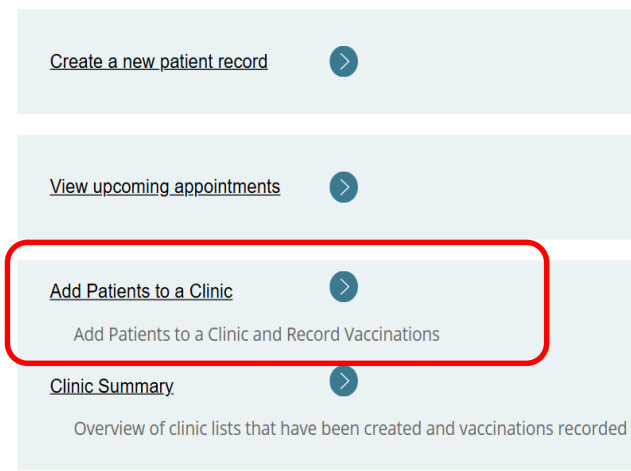 Create a new patient record
View upcoming appointments
Add Patients to a Clinic
Add Patients to a Clinic and Record Vaccinations
Clinic Summary
Overview of clinic lists that have been created and vaccinations recorded